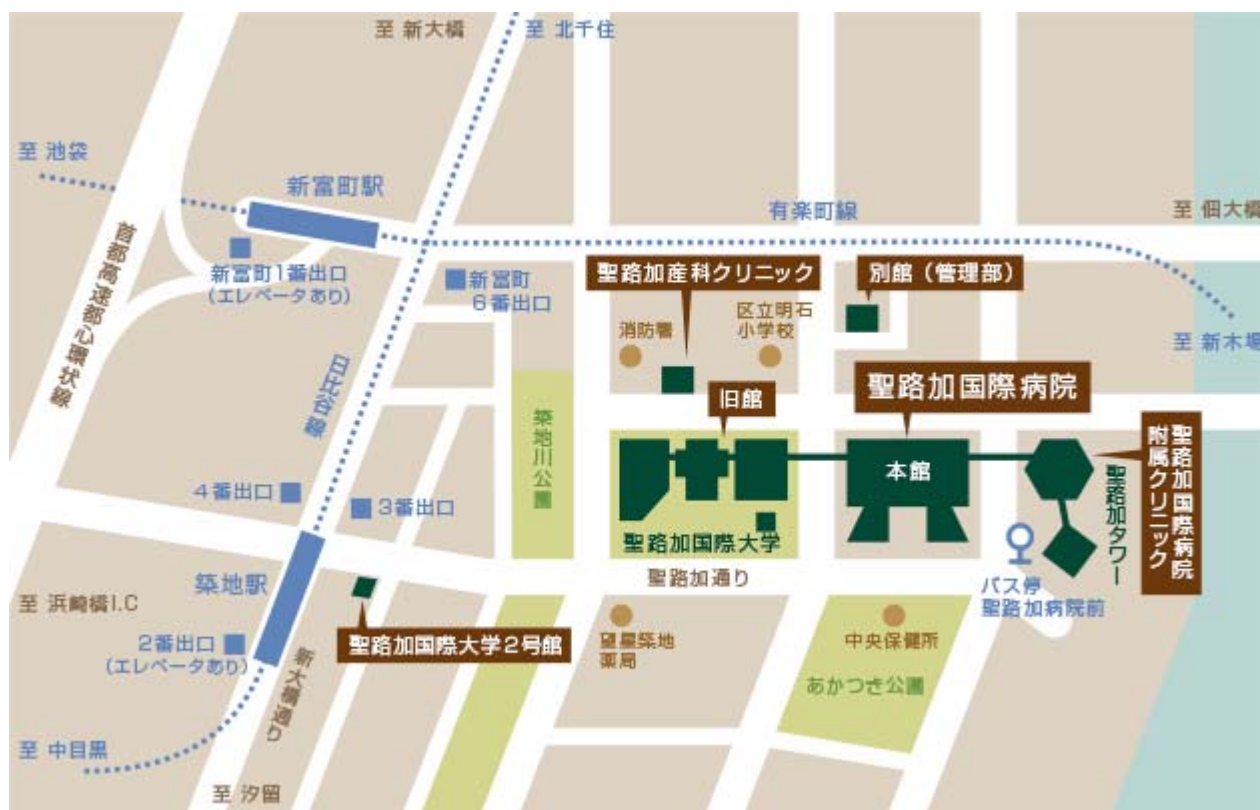 至 新大橋
至 北千住
至 池袋
新富町駅
有楽町線
至 佃大橋
首都高速都心環状線
新富町1番出口
(エレベータあり)
新富町
6番出口
聖路加産科クリニック
別館(管理部)
消防署
区立明石
小学校
至 新木場
日比谷線
旧館
聖路加国際病院
築地川公園
本館
聖路加国際病院
附属クリニック
聖路加タワー
4番出口
3番出口
聖路加国際大学
聖路加通り
バス停
聖路加病院前
築地駅
至 浜崎橋I.C
2番出口
(エレベータあり)
聖路加国際大学2号館
新大橋通り
望星築地
薬局
中央保健所
あかつき公園
至 中目黒
至 汐留